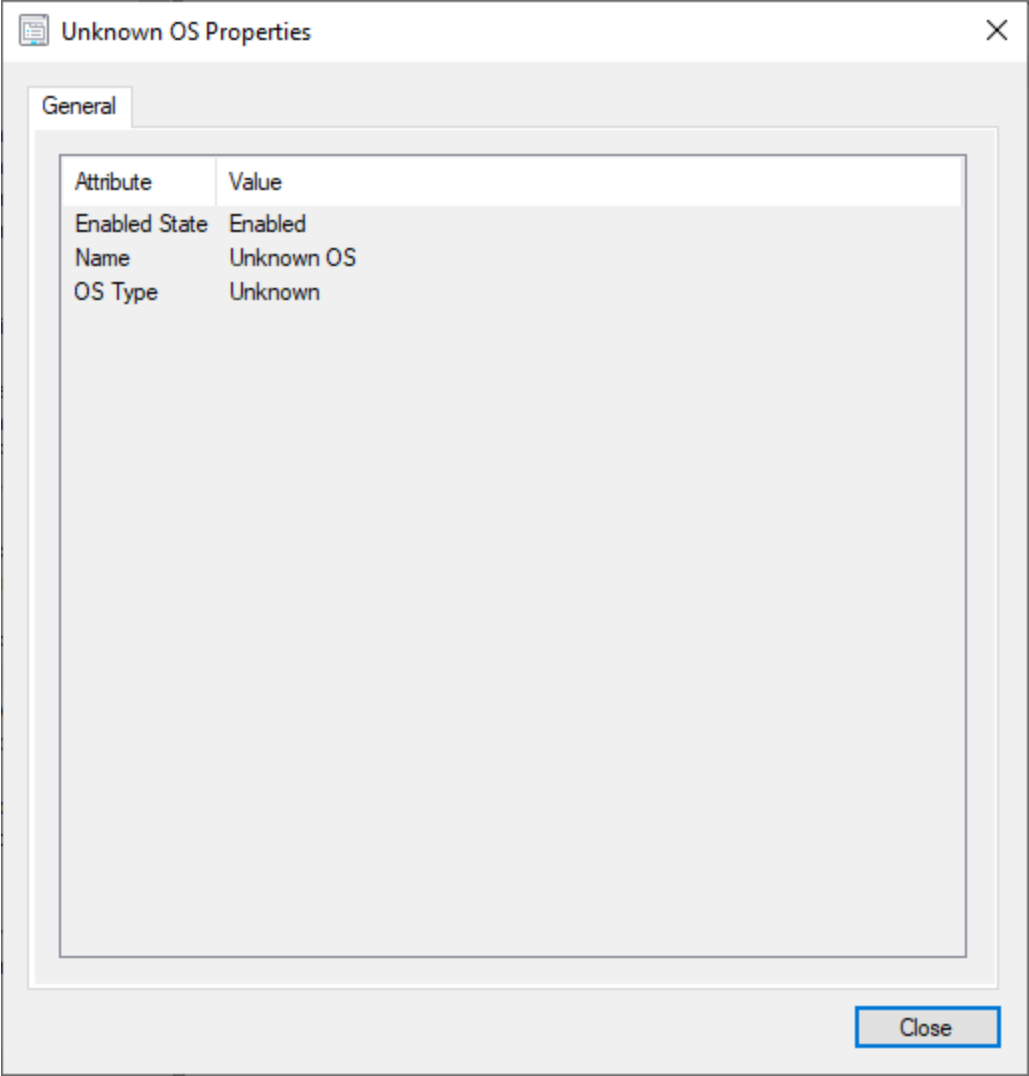 Unknown OS Properties
General
Attribute Value
Enabled State Enabled
Name Unknown OS
OS Type Unknown
Close